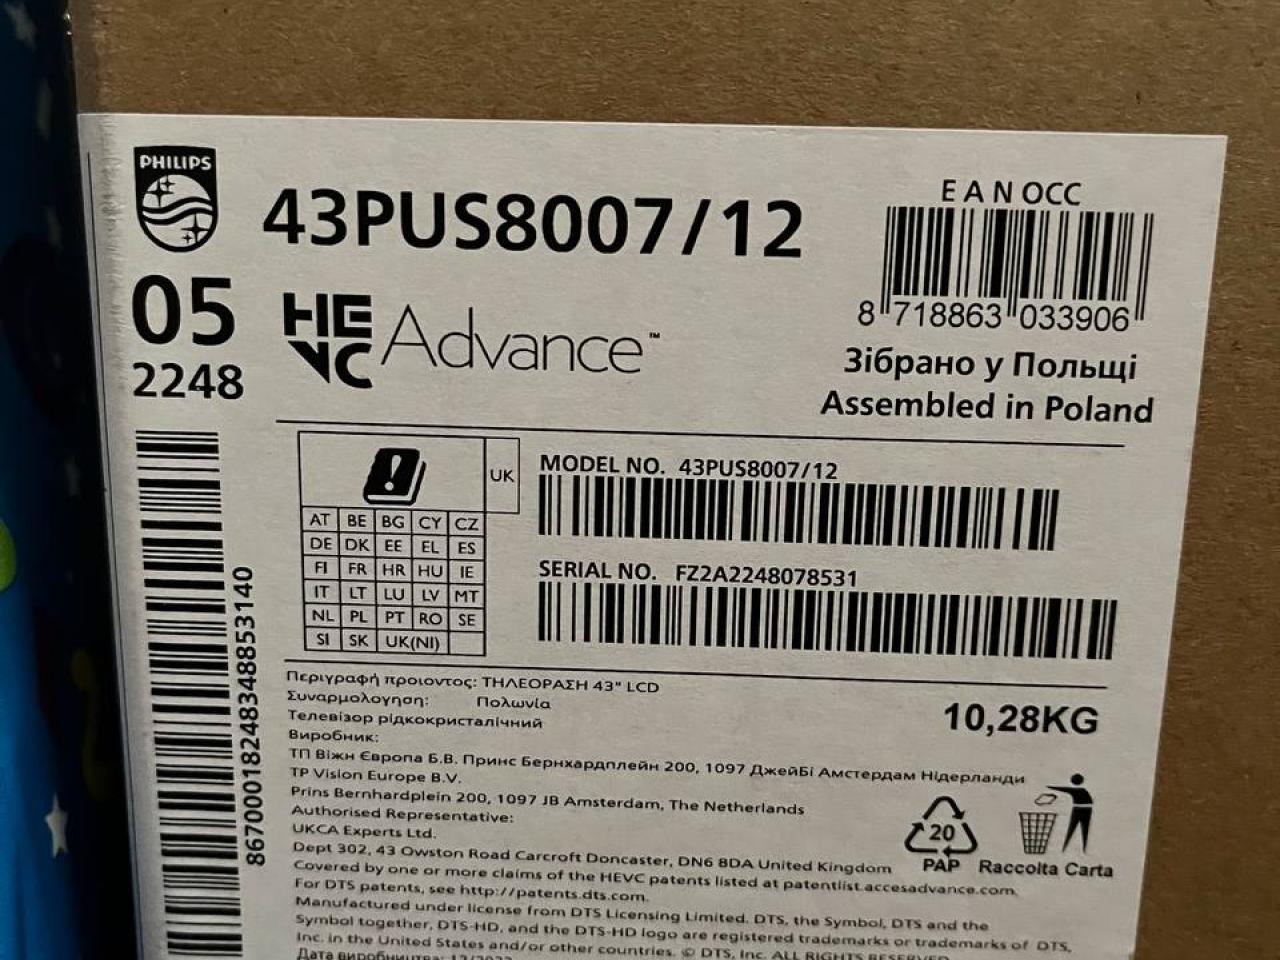 PHILIPS
43PUS8007/12
E A N OCC
8 718863 033906
05
2248
HEVC Advance™
Зібрано у Польщі
Assembled in Poland
UK
AT BE BG CY CZ
DE DK EE EL ES
FI FR HR HU IE
IT LT LU LV MT
NL PL PT RO SE
SI SK UK(NI)
MODEL NO. 43PUS8007/12
SERIAL NO. FZ2A2248078531
8670001824834885314​0
Περιγραφή προιοντος: ΤΗΛΕΟΡΑΣΗ 43" LCD
Συναρμολογηση: Πολωνία
Телевізор рідкокристалічний
10,28KG
Виробник:
ТП Віжн Європа Б.В. Принс Бернхардплейн 200, 1097 ДжейБі Амстердам Нідерланди
TP Vision Europe B.V.
Prins Bernhardplein 200, 1097 JB Amsterdam, The Netherlands
Authorised Representative:
UKCA Experts Ltd.
Dept 302, 43 Owston Road Carcroft Doncaster, DN6 8DA United Kingdom
20
PAP
Raccolta Carta
Covered by one or more claims of the HEVC patents listed at patentlist.accesadvance.com.
For DTS patents, see http://patents.dts.com.
Manufactured under license from DTS Licensing Limited. DTS, the Symbol, DTS and the
Symbol together, DTS-HD, and the DTS-HD logo are registered trademarks or trademarks of DTS,
Inc. in the United States and/or other countries. © DTS, Inc. ALL RIGHTS RESERVED
Дата виробництва: 12/2022